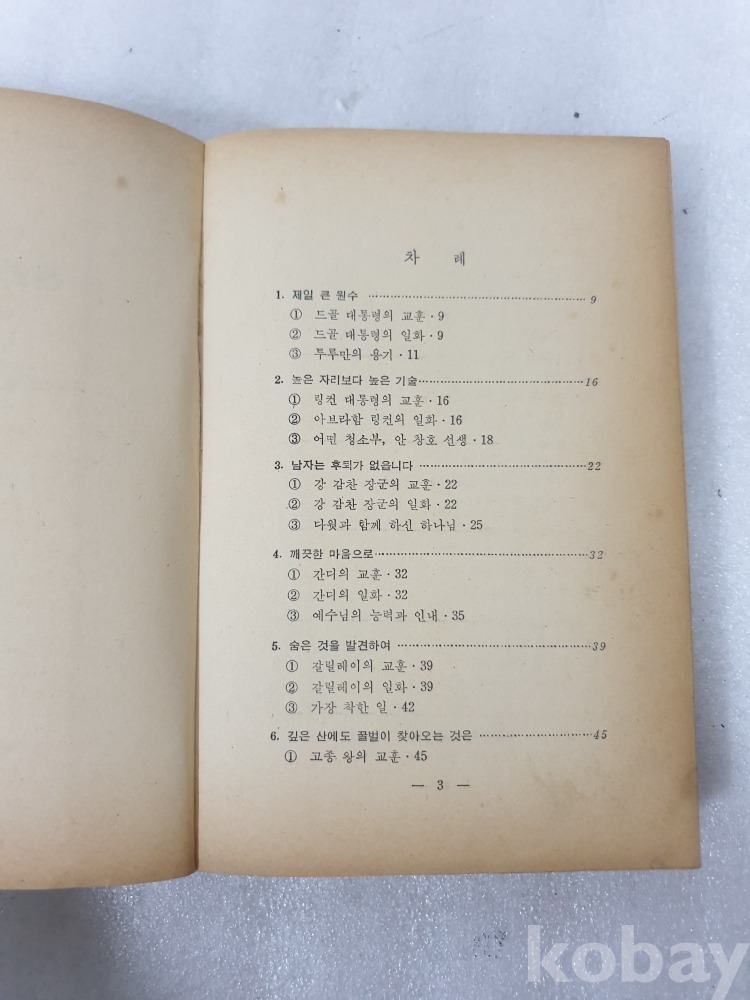 차 례
1. 제일 큰 원수 ········ 9
① 드골 대통령의 교훈 · 9
② 드골 대통령의 일화 · 9
③ 투루만의 용기 · 11
2. 높은 자리보다 높은 기술 ········ 16
① 링컨 대통령의 교훈 · 16
② 아브라함 링컨의 일화 · 16
③ 어떤 청소부, 안 창호 선생 · 18
3. 남자는 후퇴가 없읍니다 ········ 22
① 강 감찬 장군의 교훈 · 22
② 강 감찬 장군의 일화 · 22
③ 다윗과 함께 하신 하나님 · 25
4. 깨끗한 마음으로 ········ 32
① 간디의 교훈 · 32
② 간디의 일화 · 32
③ 예수님의 능력과 인내 · 35
5. 숨은 것을 발견하여 ········ 39
① 갈릴레이의 교훈 · 39
② 갈릴레이의 일화 · 39
③ 가장 착한 일 · 42
6. 깊은 산에도 꿀벌이 찾아오는 것은 ········ 45
① 고종 왕의 교훈 · 45
— 3 —
kobay